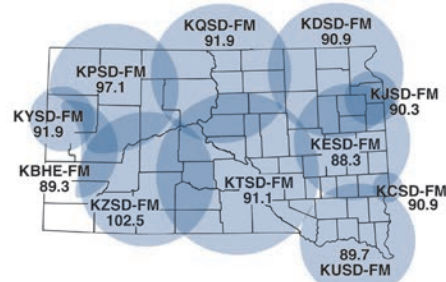 KQSD-FM
91.9
KDSD-FM
90.9
KPSD-FM
97.1
KJSD-FM
90.3
KYSD-FM
91.9
KESD-FM
88.3
KBHE-FM
89.3
KTSD-FM
91.1
KCSD-FM
90.9
KZSD-FM
102.5
89.7
KUSD-FM